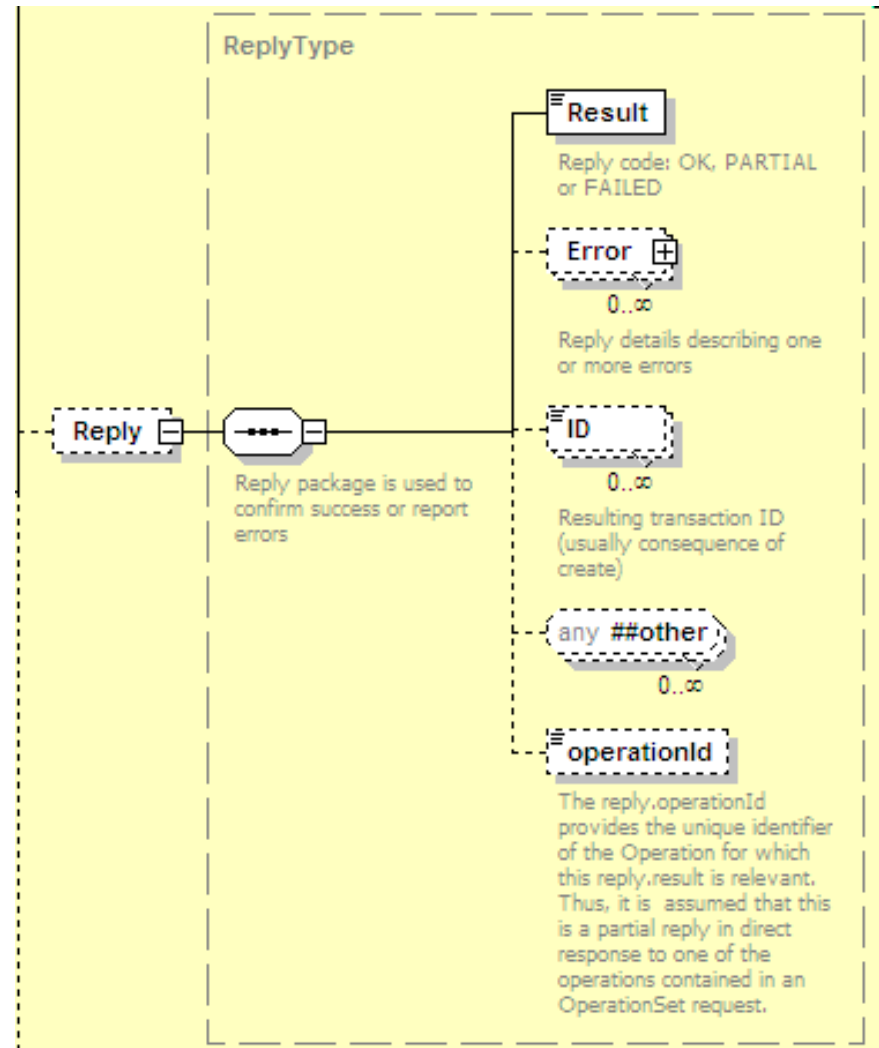 ReplyType
Result
Reply code: OK, PARTIAL
or FAILED
Error
0..∞
Reply details describing one
or more errors
Reply
Reply package is used to
confirm success or report
errors
ID
0..∞
Resulting transaction ID
(usually consequence of
create)
any ##other
0..∞
operationId
The reply.operationId
provides the unique identifier
of the Operation for which
this reply.result is relevant.
Thus, it is  assumed that this
is a partial reply in direct
response to one of the
operations contained in an
OperationSet request.